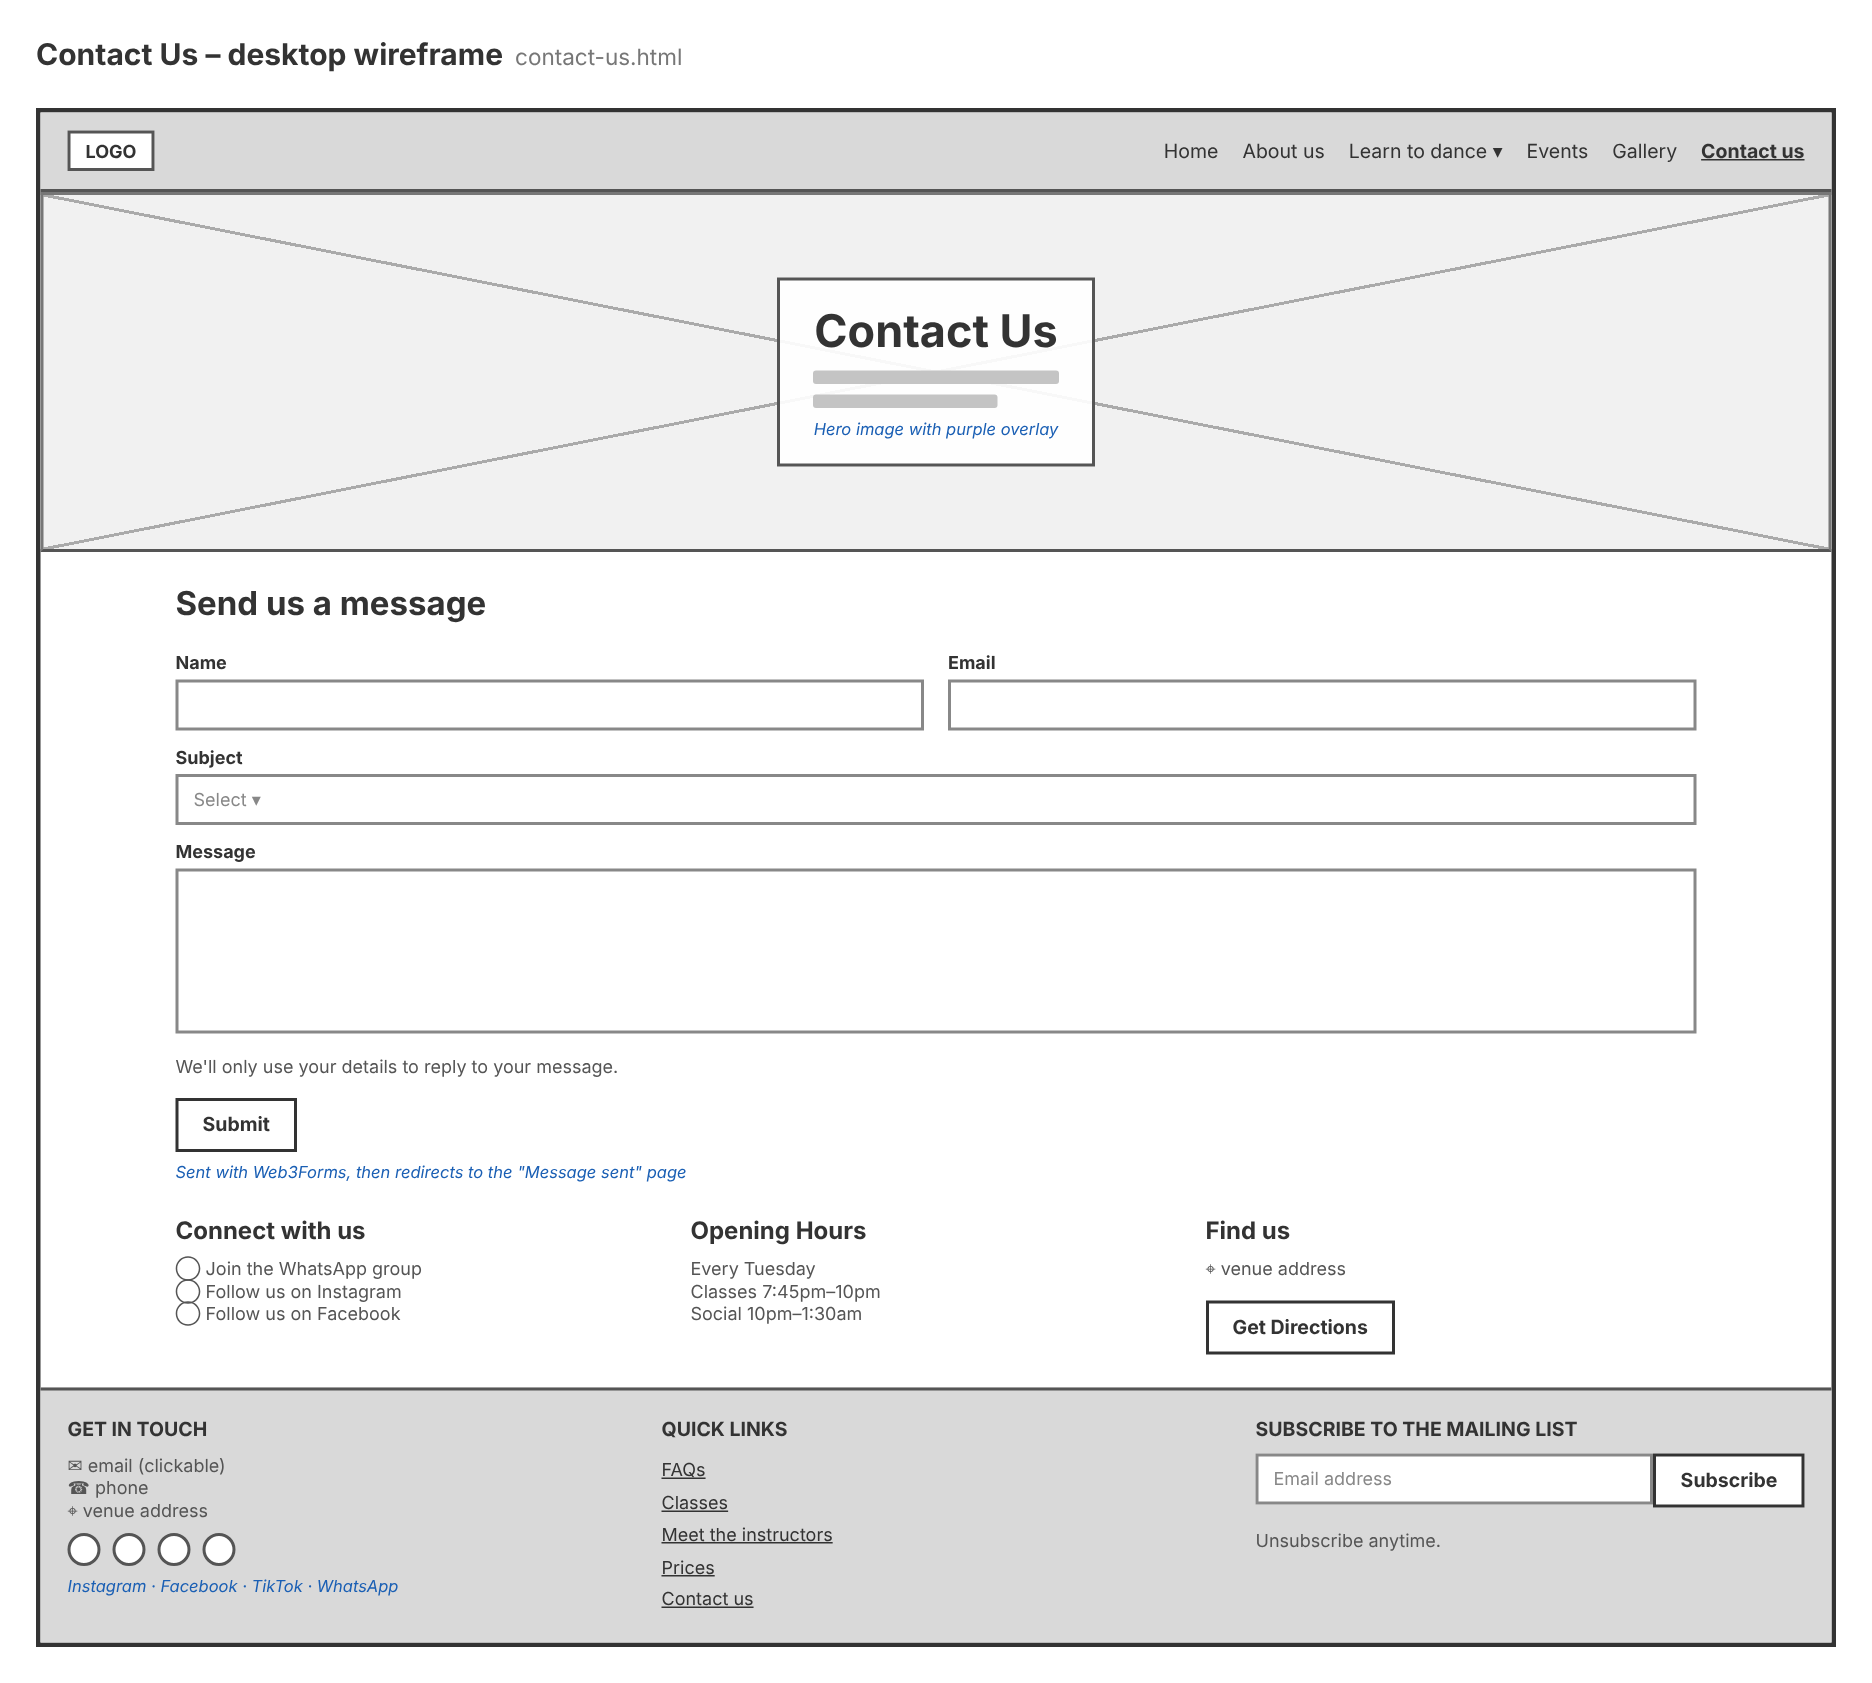 Contact Us – desktop wireframe contact-us.html
LOGO
Home About us Learn to dance ▾ Events Gallery Contact us
Contact Us
Hero image with purple overlay
Send us a message
Name
Email
Subject
Select ▾
Message
We'll only use your details to reply to your message.
Submit
Sent with Web3Forms, then redirects to the "Message sent" page
Connect with us
Join the WhatsApp group
Follow us on Instagram
Follow us on Facebook
Opening Hours
Every Tuesday
Classes 7:45pm–10pm
Social 10pm–1:30am
Find us
⌖ venue address
Get Directions
GET IN TOUCH
✉ email (clickable)
☎ phone
⌖ venue address
Instagram · Facebook · TikTok · WhatsApp
QUICK LINKS
FAQs
Classes
Meet the instructors
Prices
Contact us
SUBSCRIBE TO THE MAILING LIST
Email address
Subscribe
Unsubscribe anytime.